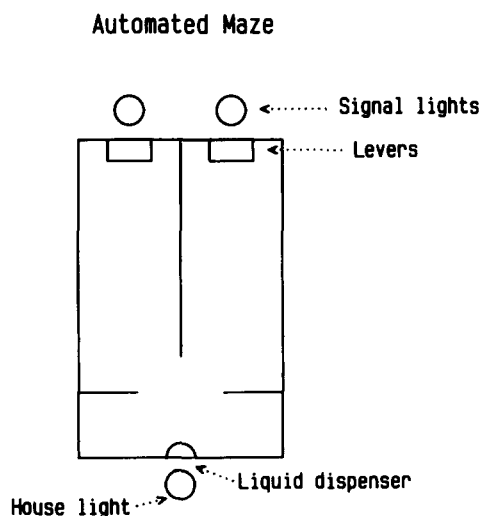 Automated Maze
Signal lights
Levers
Liquid dispenser
House light